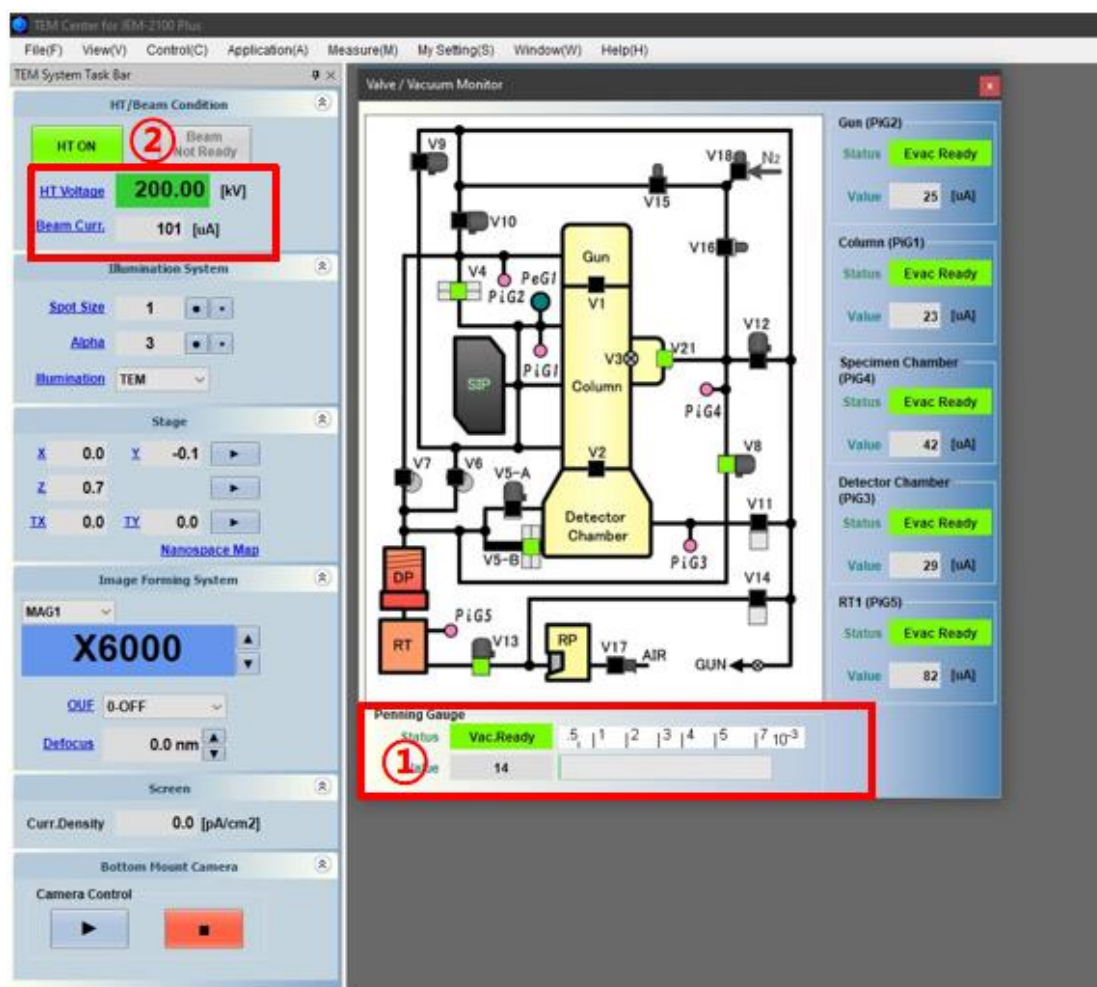 TEM Center for JEM-2100 Plus
File(F) View(V) Control(C) Application(A) Measure(M) My Setting(S) Window(W) Help(H)
TEM System Task Bar
HT/Beam Condition
HT ON
②
Beam
Not Ready
HT Voltage 200.00 [kV]
Beam Curr. 101 [uA]
Illumination System
Spot Size 1
Alpha 3
Illumination TEM
Stage
X 0.0 Y -0.1
Z 0.7
TX 0.0 TY 0.0
Nanospace Map
Image Forming System
MAG1
X6000
OUF 0-OFF
Defocus 0.0 nm
Screen
Curr.Density 0.0 [pA/cm2]
Bottom Mount Camera
Camera Control
Valve / Vacuum Monitor
V9
V18 N2
V15
V10
V16
Gun
V4
PiG2 PeG1
V1
V12
PiG1
V3 V21
SIP
Column
PiG4
V2
V8
V7 V6
V5-A
V11
Detector
Chamber
V5-B
PiG3
DP
V14
PiG5
RT
V13
RP
V17 AIR
GUN
Penning Gauge
Status Vac.Ready .5 1 2 3 4 5 7 10-3
①
14
Gun (PiG2)
Status Evac Ready
Value 25 [uA]
Column (PiG1)
Status Evac Ready
Value 23 [uA]
Specimen Chamber
(PiG4)
Status Evac Ready
Value 42 [uA]
Detector Chamber
(PiG3)
Status Evac Ready
Value 29 [uA]
RT1 (PiG5)
Status Evac Ready
Value 82 [uA]